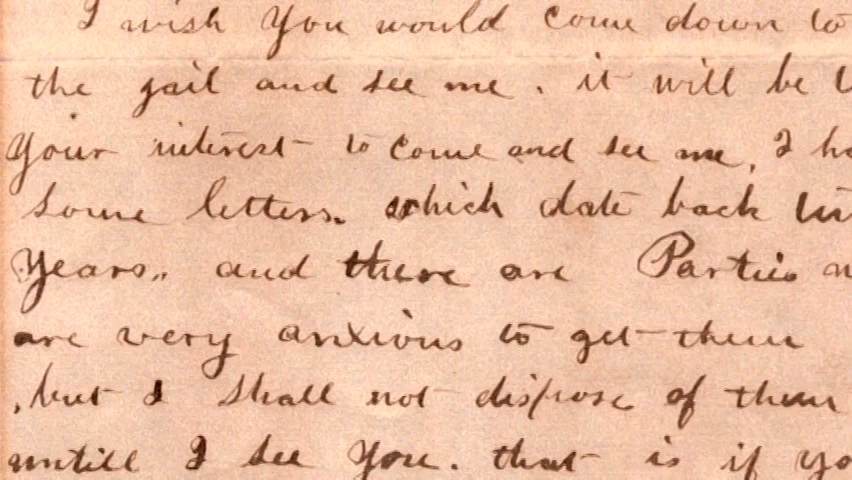 I wish you would come down to
the jail and see me. it will be
your interest to come and see me, I
some letters. which date back
Years,, and there are Parties
are very anxious to get them
, but I shall not dispose of them
untill I see You. that is if